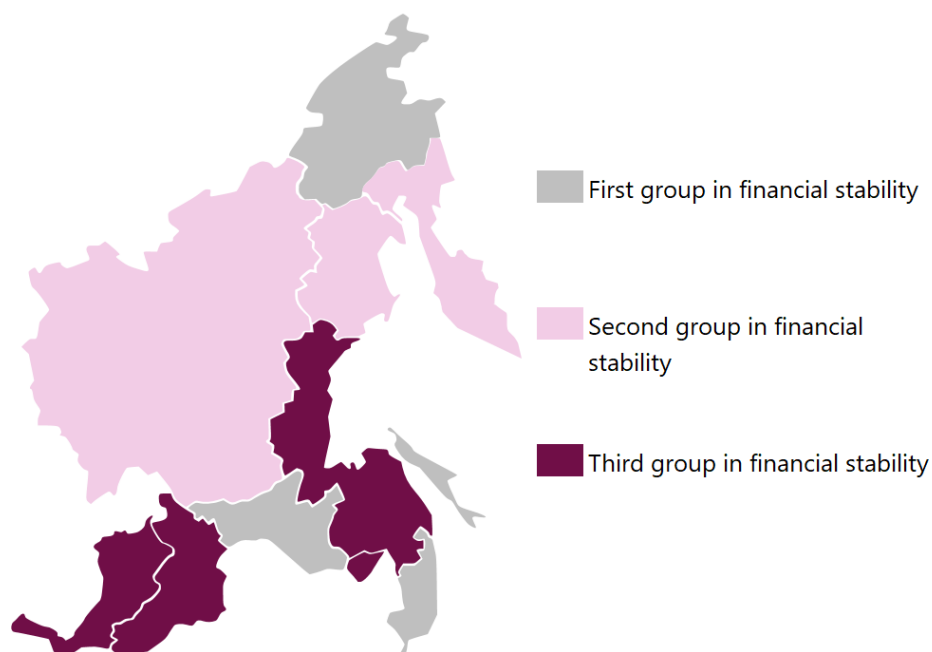 First group in financial stability
Second group in financial
stability
Third group in financial stability